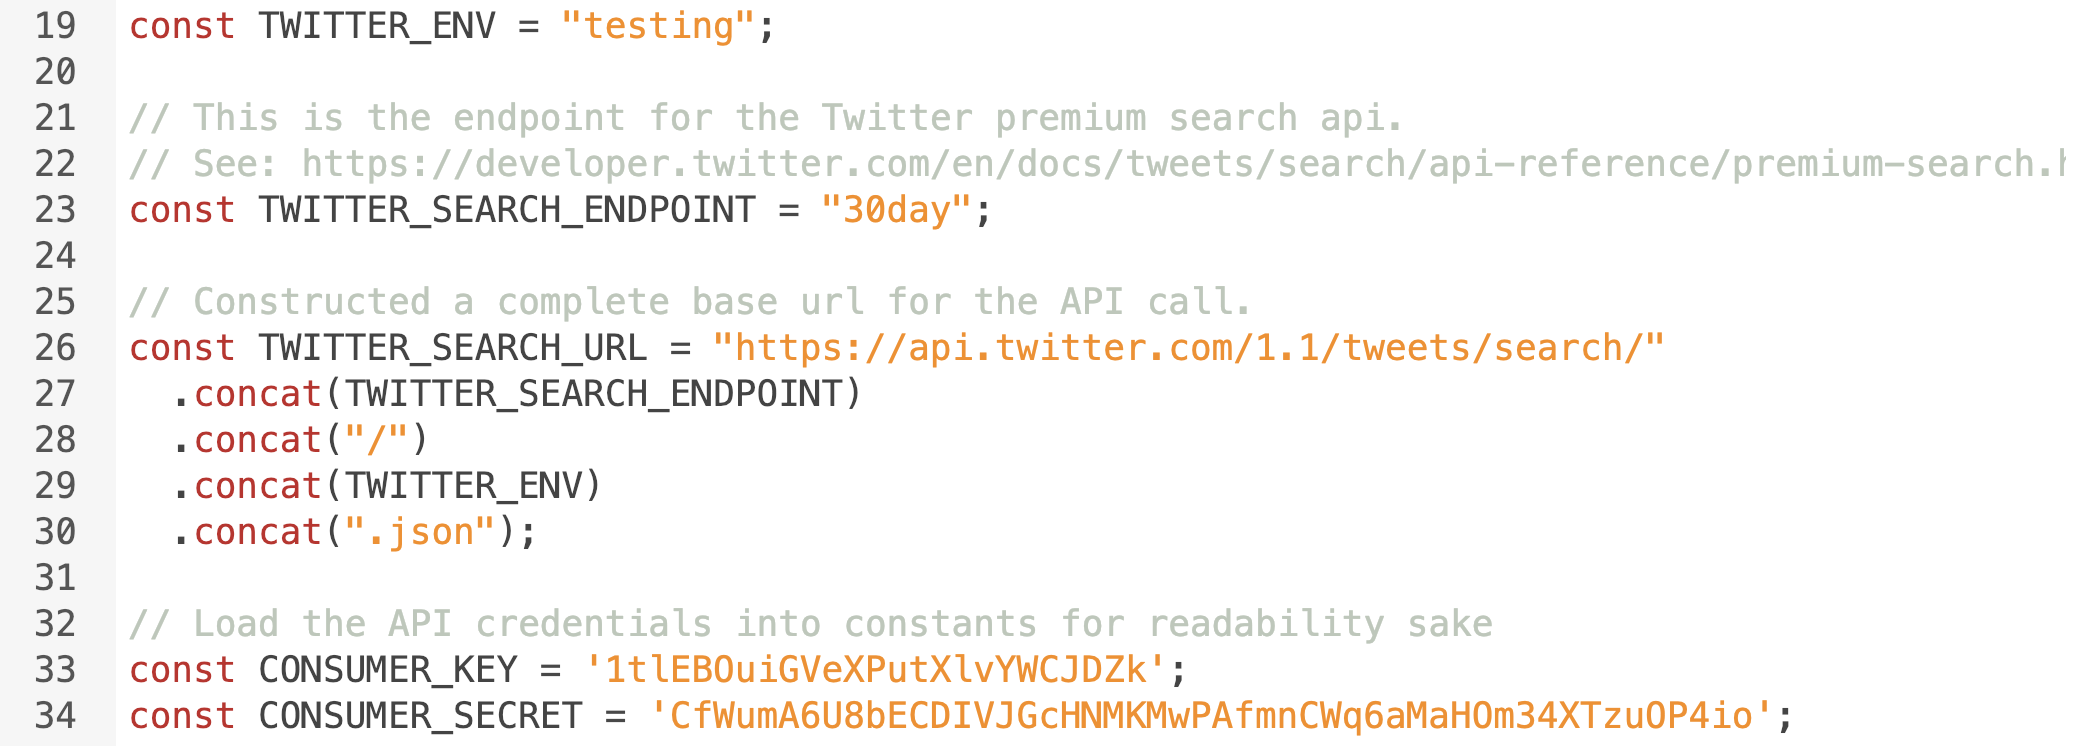 19 const TWITTER_ENV = "testing";
20
21 // This is the endpoint for the Twitter premium search api.
22 // See: https://developer.twitter.com/en/docs/tweets/search/api-reference/premium-search.h
23 const TWITTER_SEARCH_ENDPOINT = "30day";
24
25 // Constructed a complete base url for the API call.
26 const TWITTER_SEARCH_URL = "https://api.twitter.com/1.1/tweets/search/"
27   .concat(TWITTER_SEARCH_ENDPOINT)
28   .concat("/")
29   .concat(TWITTER_ENV)
30   .concat(".json");
31
32 // Load the API credentials into constants for readability sake
33 const CONSUMER_KEY = '1tlEBOuiGVeXPutXlvYWCJDZk';
34 const CONSUMER_SECRET = 'CfWumA6U8bECDIVJGcHNMKMwPAfmnCWq6aMaHOm34XTzuOP4io';